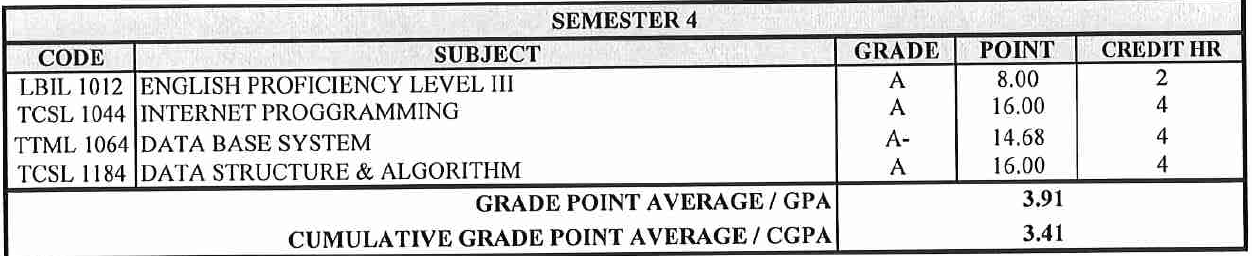 SEMESTER 4
CODE SUBJECT GRADE POINT CREDIT HR
LBIL 1012 ENGLISH PROFICIENCY LEVEL III A 8.00 2
TCSL 1044 INTERNET PROGGRAMMING A 16.00 4
TTML 1064 DATA BASE SYSTEM A- 14.68 4
TCSL 1184 DATA STRUCTURE & ALGORITHM A 16.00 4
GRADE POINT AVERAGE / GPA 3.91
CUMULATIVE GRADE POINT AVERAGE / CGPA 3.41